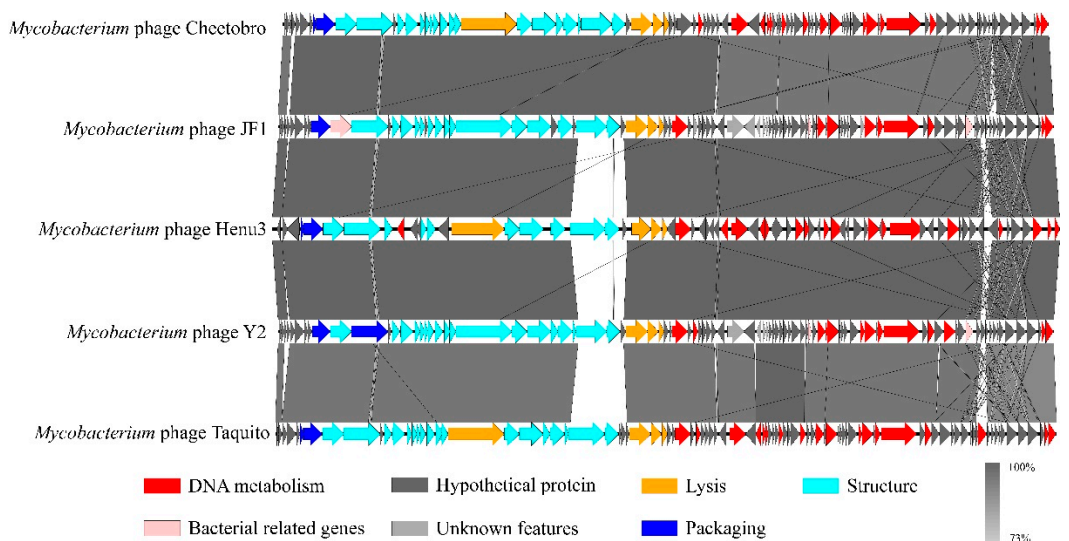 Mycobacterium phage Cheetobro
Mycobacterium phage JF1
Mycobacterium phage Henu3
Mycobacterium phage Y2
Mycobacterium phage Taquito
DNA metabolism
Hypothetical protein
Lysis
Structure
100%
Bacterial related genes
Unknown features
Packaging
73%